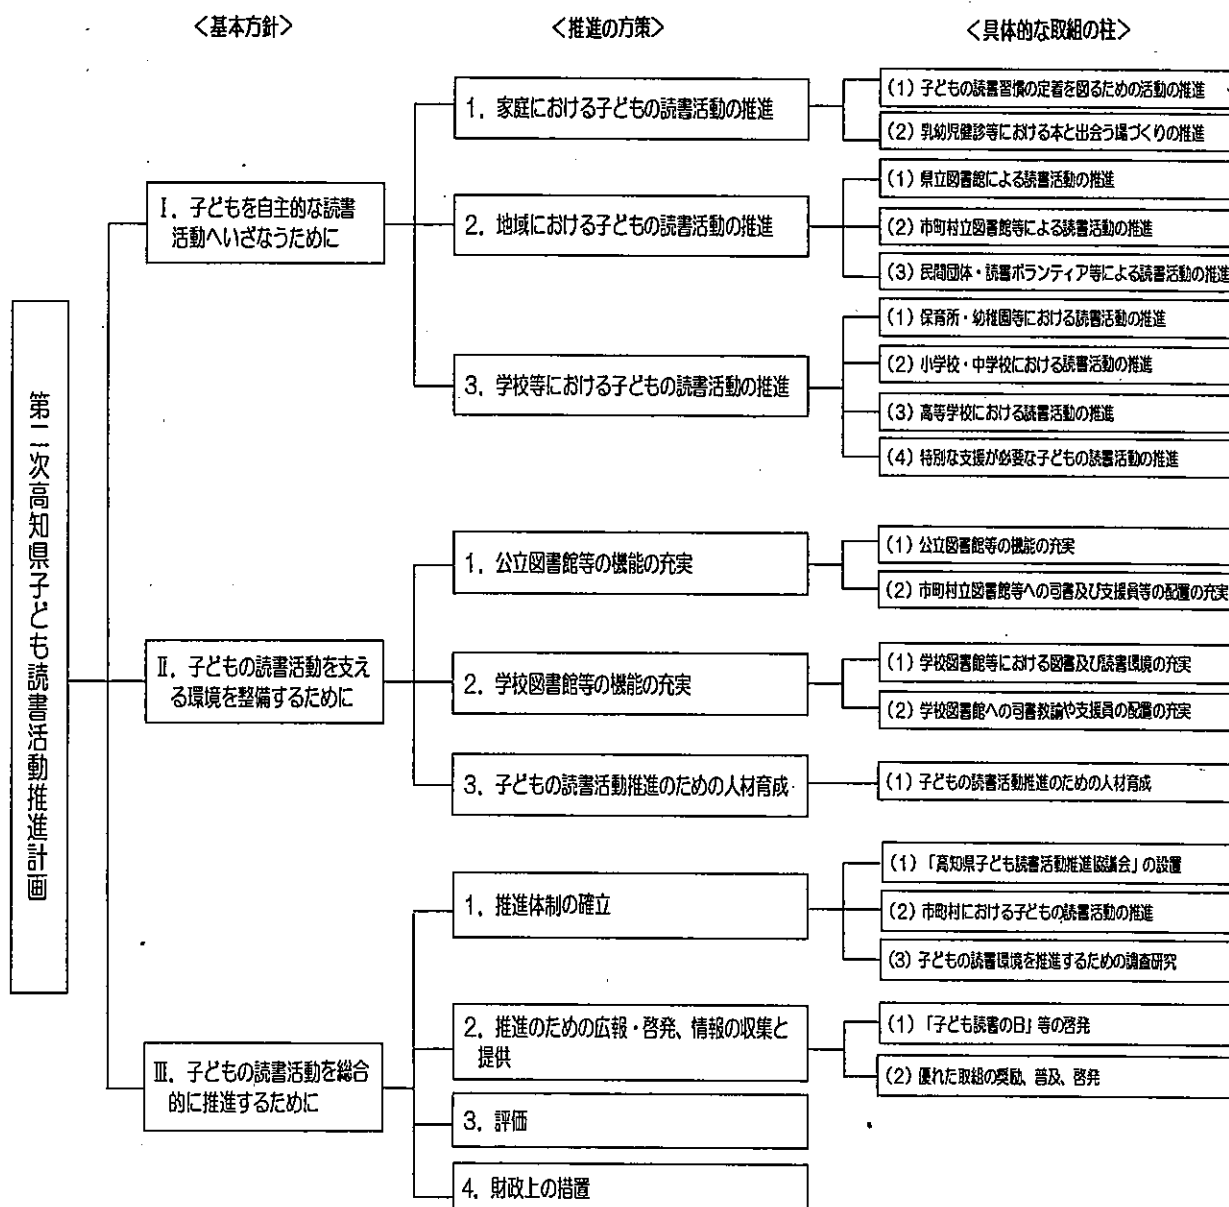 <基本方針>
<推進の方策>
<具体的な取組の柱>
第二次高知県子ども読書活動推進計画
Ⅰ．子どもを自主的な読書
活動へいざなうために
1．家庭における子どもの読書活動の推進
(1) 子どもの読書習慣の定着を図るための活動の推進
(2) 乳幼児健診等における本と出会う場づくりの推進
2．地域における子どもの読書活動の推進
(1) 県立図書館による読書活動の推進
(2) 市町村立図書館等による読書活動の推進
(3) 民間団体・読書ボランティア等による読書活動の推進
3．学校等における子どもの読書活動の推進
(1) 保育所・幼稚園等における読書活動の推進
(2) 小学校・中学校における読書活動の推進
(3) 高等学校における読書活動の推進
(4) 特別な支援が必要な子どもの読書活動の推進
Ⅱ．子どもの読書活動を支え
る環境を整備するために
1．公立図書館等の機能の充実
(1) 公立図書館等の機能の充実
(2) 市町村立図書館等への司書及び支援員等の配置の充実
2．学校図書館等の機能の充実
(1) 学校図書館等における図書及び読書環境の充実
(2) 学校図書館への司書教諭や支援員の配置の充実
3．子どもの読書活動推進のための人材育成
(1) 子どもの読書活動推進のための人材育成
Ⅲ．子どもの読書活動を総合
的に推進するために
1．推進体制の確立
(1) 「高知県子ども読書活動推進協議会」の設置
(2) 市町村における子どもの読書活動の推進
(3) 子どもの読書環境を推進するための調査研究
2．推進のための広報・啓発、情報の収集と
提供
(1) 「子ども読書の日」等の啓発
(2) 優れた取組の奨励、普及、啓発
3．評価
4．財政上の措置